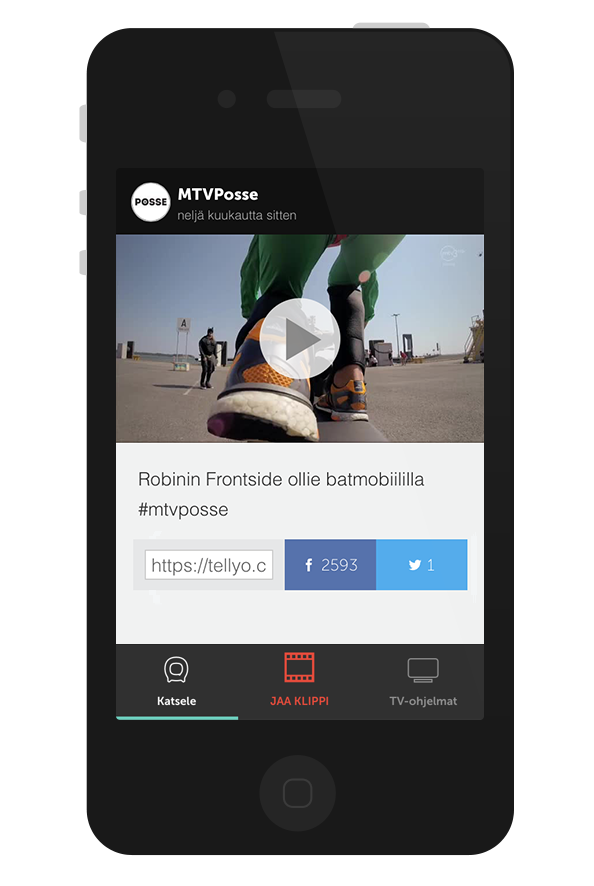 POSSE
MTVPosse
neljä kuukautta sitten
A
Robinin Frontside ollie batmobiililla
#mtvposse
https://tellyo.c
2593
1
Katsele
JAA KLIPPI
TV-ohjelmat